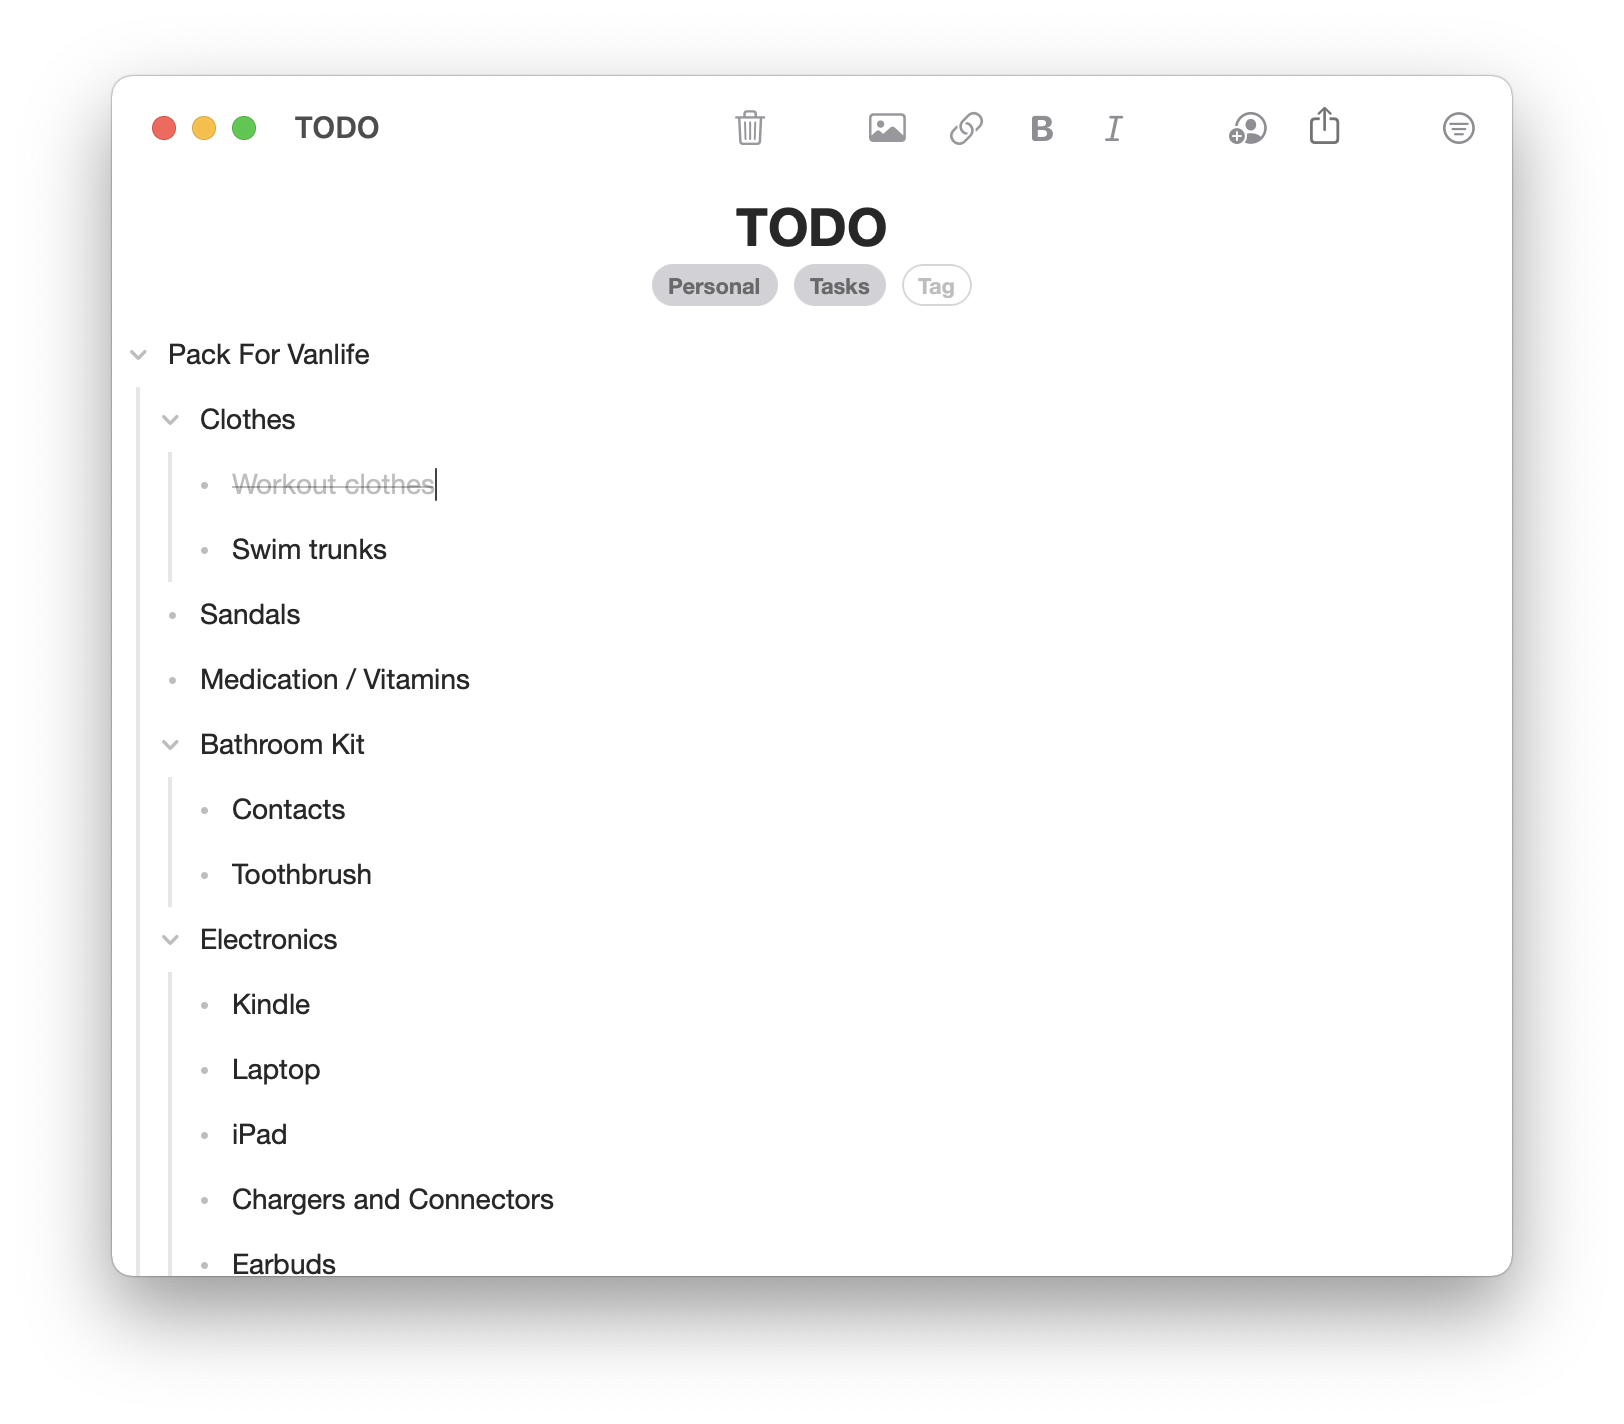 TODO
B I
TODO
Personal Tasks Tag
Pack For Vanlife
Clothes
Workout clothes
Swim trunks
Sandals
Medication / Vitamins
Bathroom Kit
Contacts
Toothbrush
Electronics
Kindle
Laptop
iPad
Chargers and Connectors
Earbuds